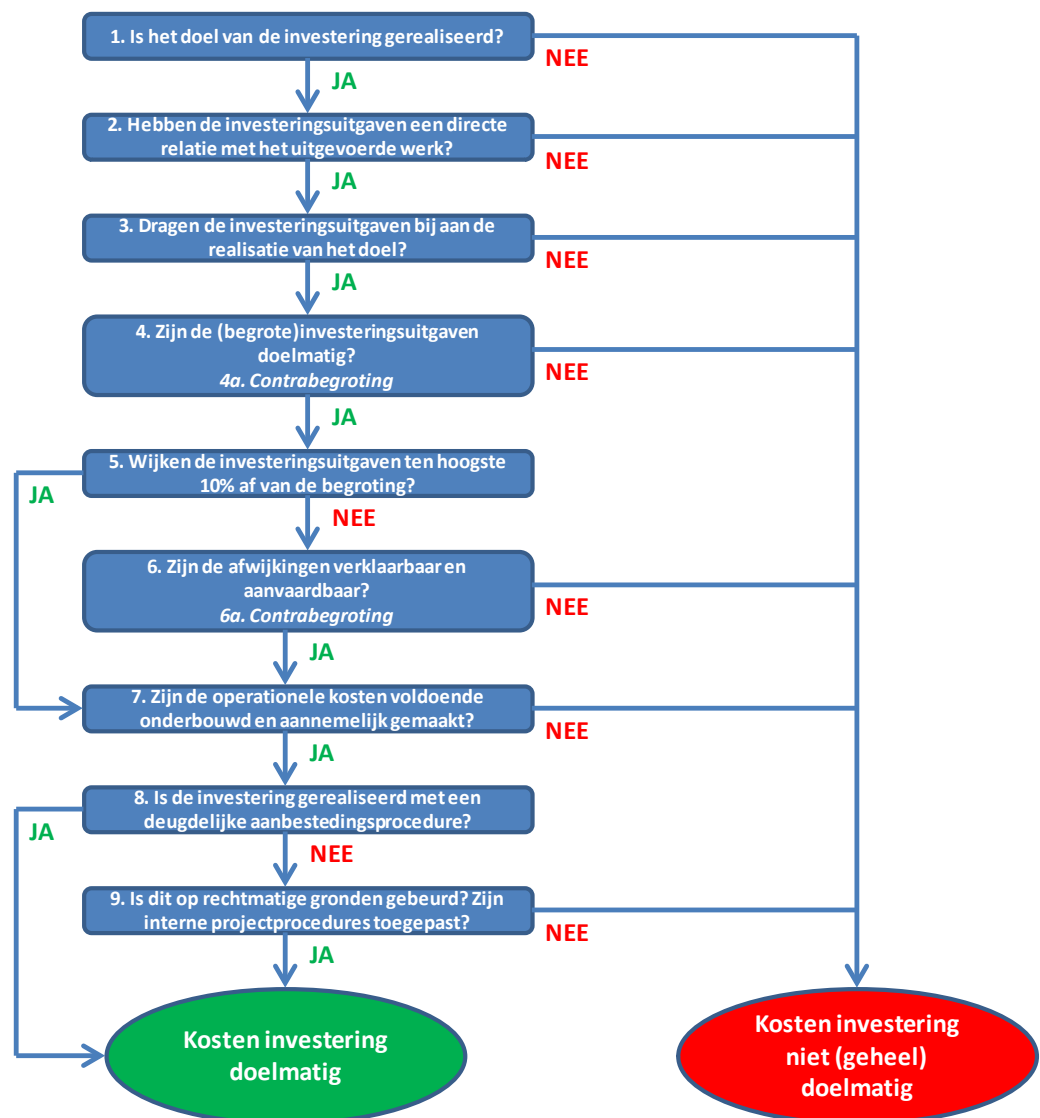 1. Is het doel van de investering gerealiseerd?
NEE
JA
2. Hebben de investeringsuitgaven een directe
relatie met het uitgevoerde werk?
NEE
JA
3. Dragen de investeringsuitgaven bij aan de
realisatie van het doel?
NEE
JA
4. Zijn de (begrote)investeringsuitgaven
doelmatig?
4a. Contrabegroting
NEE
JA
5. Wijken de investeringsuitgaven ten hoogste
10% af van de begroting?
JA
NEE
6. Zijn de afwijkingen verklaarbaar en
aanvaardbaar?
6a. Contrabegroting
NEE
JA
7. Zijn de operationele kosten voldoende
onderbouwd en aannemelijk gemaakt?
NEE
JA
8. Is de investering gerealiseerd met een
deugdelijke aanbestedingsprocedure?
JA
NEE
9. Is dit op rechtmatige gronden gebeurd? Zijn
interne projectprocedures toegepast?
NEE
JA
Kosten investering
doelmatig
Kosten investering
niet (geheel)
doelmatig